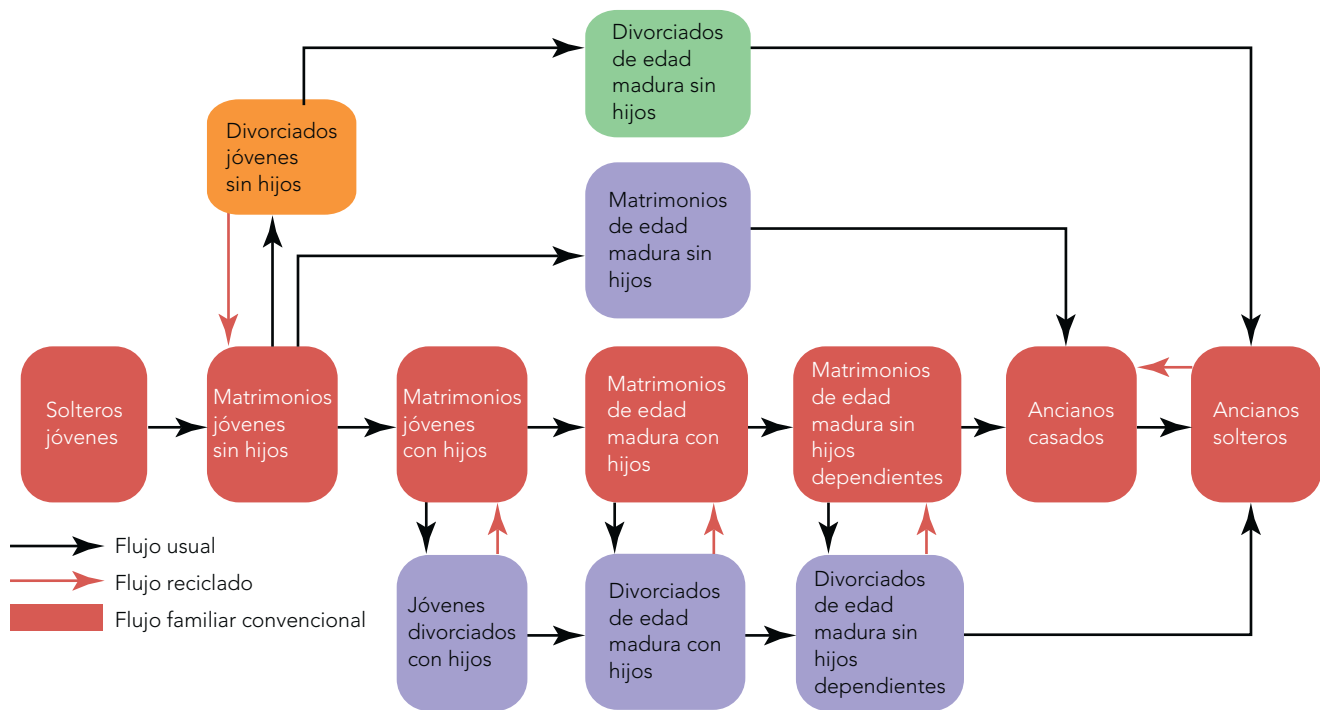 Divorciados
de edad
madura sin
hijos
Divorciados
jóvenes
sin hijos
Matrimonios
de edad
madura sin
hijos
Solteros
jóvenes
Matrimonios
jóvenes
sin hijos
Matrimonios
jóvenes
con hijos
Matrimonios
de edad
madura con
hijos
Matrimonios
de edad
madura sin
hijos
dependientes
Ancianos
casados
Ancianos
solteros
Flujo usual
Flujo reciclado
Flujo familiar convencional
Jóvenes
divorciados
con hijos
Divorciados
de edad
madura con
hijos
Divorciados
de edad
madura sin
hijos
dependientes